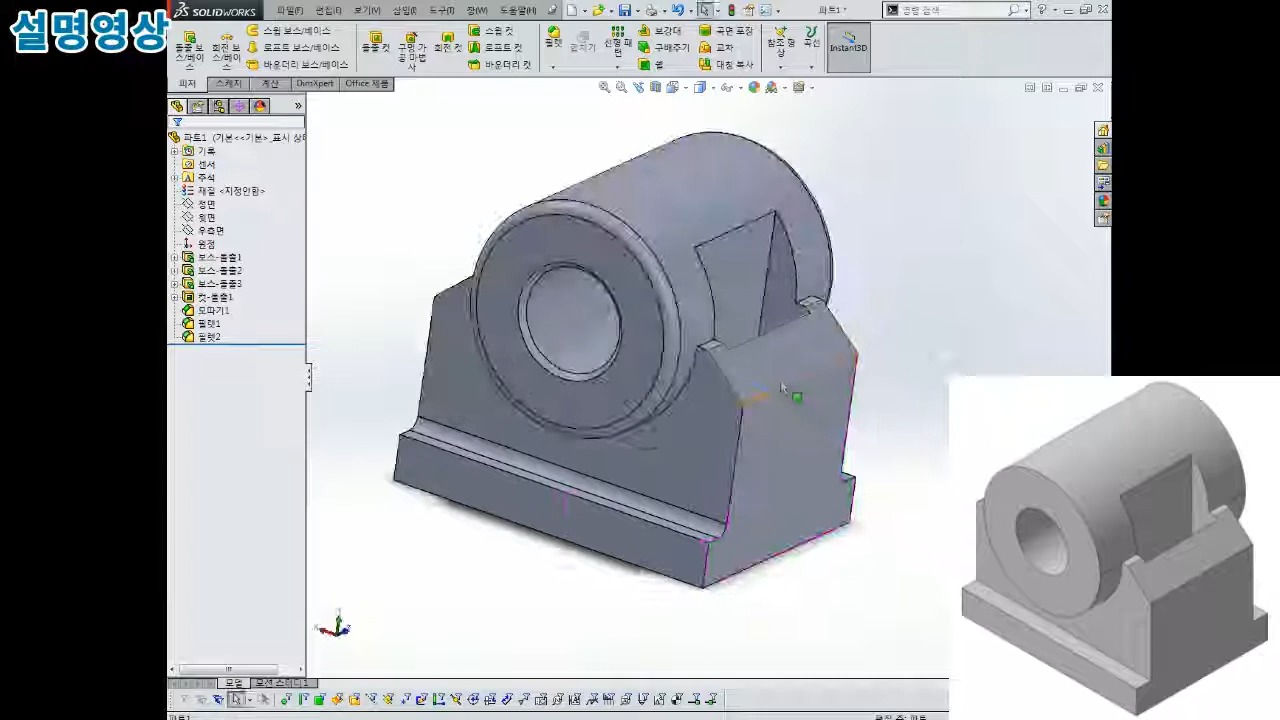 설명영상
SOLIDWORKS
파일(F) 편집(E) 보기(V) 삽입(I) 도구(T) 창(W) 도움말(H)
파트1*
명령 검색
돌출 보스/베이스
회전 보스/베이스
스윕 보스/베이스
로프트 보스/베이스
바운더리 보스/베이스
돌출 컷
구멍 가공 마법사
회전 컷
스윕 컷
로프트 컷
바운더리 컷
필렛
선형 패턴
보강대
구배주기
쉘
곡면 포장
교차
대칭 복사
참조 형상
곡선
Instant3D
피처 스케치 계산 DimXpert Office 제품
파트1 (기본<<기본>_표시 상태
기록
센서
주석
재질 <지정안함>
정면
윗면
우측면
원점
보스-돌출1
보스-돌출2
보스-돌출3
컷-돌출1
모따기1
필렛1
필렛2
모델 모션 스터디 1